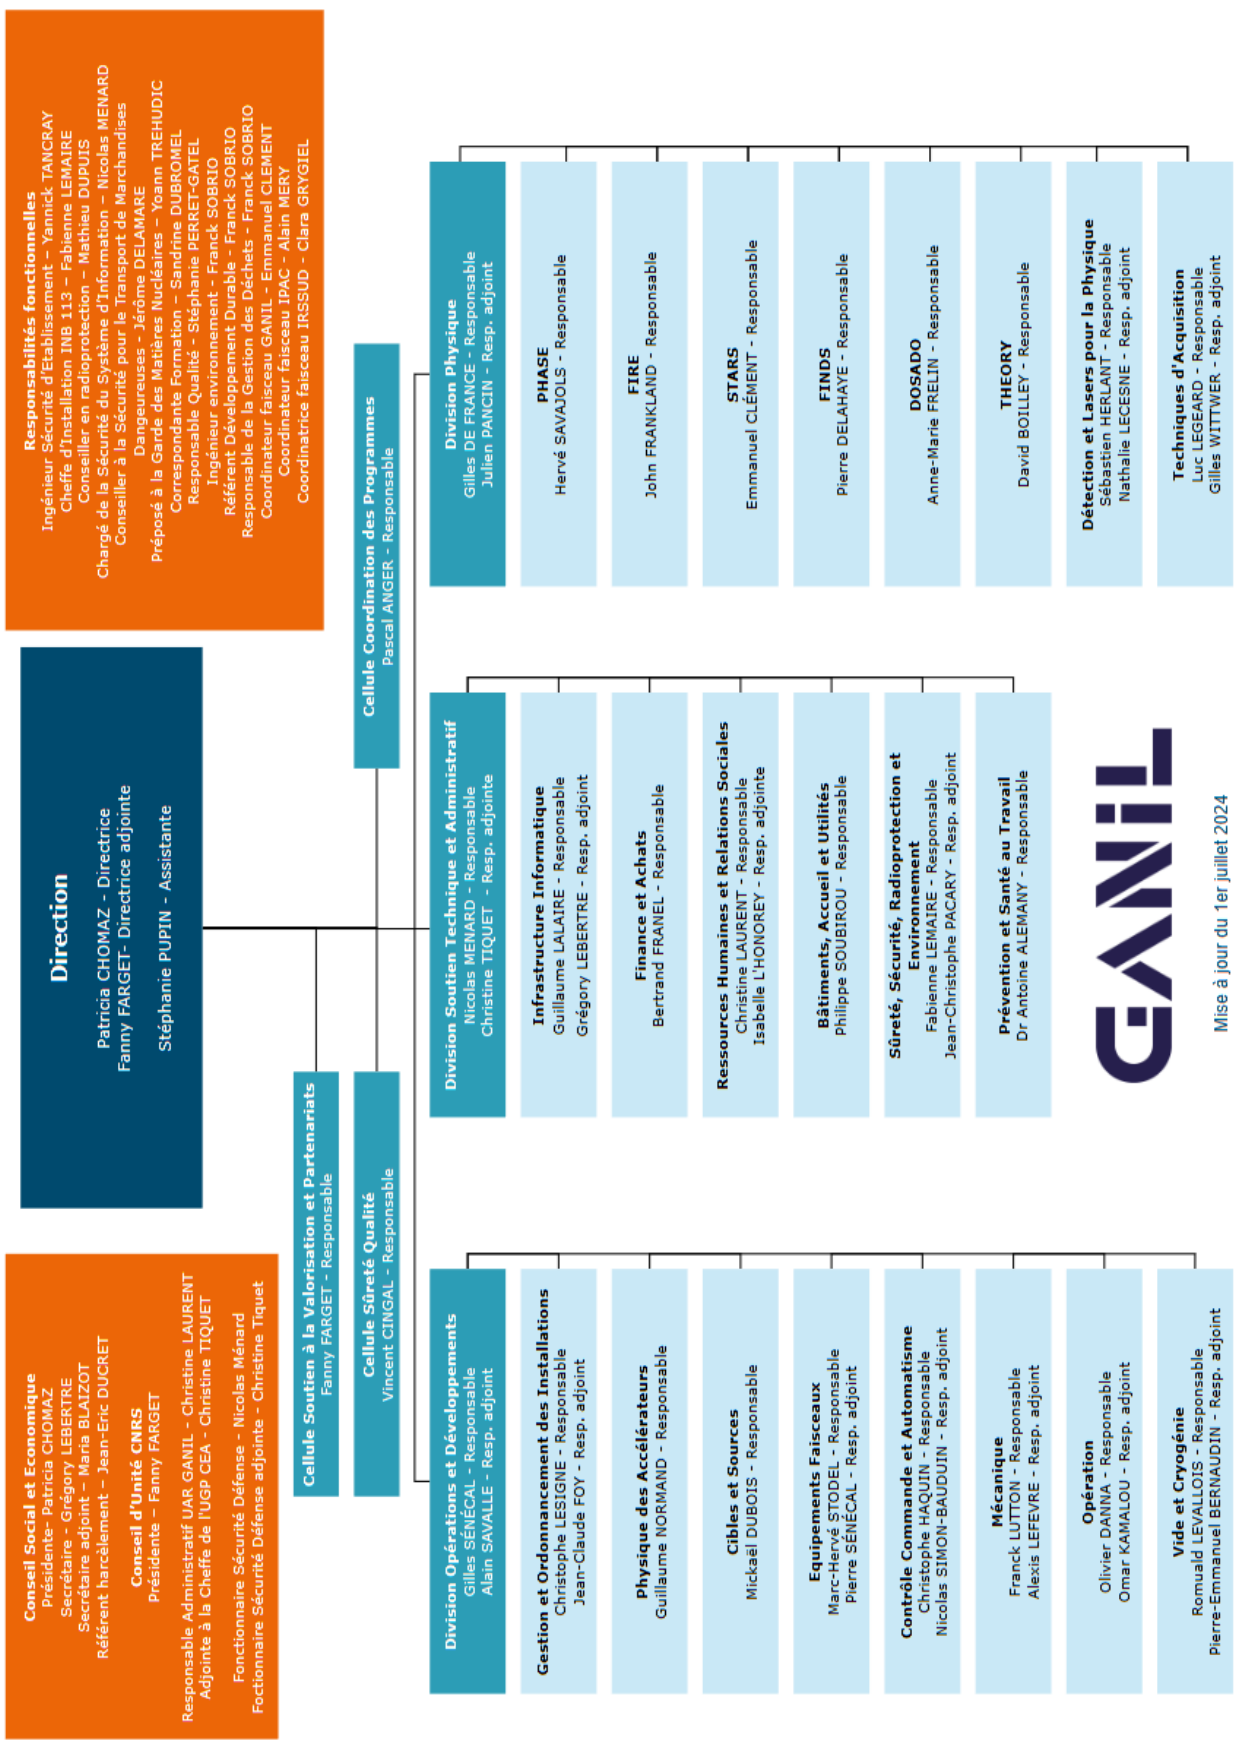 Conseil Social et Economique
Présidente- Patricia CHOMAZ
Secrétaire - Grégory LEBERTRE
Secrétaire adjoint – Maria BLAIZOT
Référent harcèlement – Jean-Eric DUCRET
Conseil d'Unité CNRS
Présidente – Fanny FARGET
Responsable Administratif UAR GANIL - Christine LAURENT
Adjointe à la Cheffe de l'UGP CEA - Christine TIQUET
Fonctionnaire Sécurité Défense - Nicolas Ménard
Foctionnaire Sécurité Défense adjointe - Christine Tiquet
Direction
Patricia CHOMAZ - Directrice
Fanny FARGET- Directrice adjointe
Stéphanie PUPIN - Assistante
Responsabilités fonctionnelles
Ingénieur Sécurité d'Etablissement – Yannick TANCRAY
Cheffe d'Installation INB 113 – Fabienne LEMAIRE
Conseiller en radioprotection – Mathieu DUPUIS
Chargé de la Sécurité du Système d'Information – Nicolas MENARD
Conseiller à la Sécurité pour le Transport de Marchandises
Dangneureuses - Jérôme DELAMARE
Préposé à la Garde des Matières Nucléaires – Yoann TREHUDIC
Correspondante Formation – Sandrine DUBROMEL
Responsable Qualité – Stéphanie PERRET-GATEL
Ingénieur environnement - Franck SOBRIO
Référent Développement Durable - Franck SOBRIO
Responsable de la Gestion des Déchets - Franck SOBRIO
Coordinateur faisceau GANIL - Emmanuel CLEMENT
Coordinateur faisceau IPAC – Alain MERY
Coordinatrice faisceau IRSSUD - Clara GRYGIEL
Cellule Soutien à la Valorisation et Partenariats
Fanny FARGET - Responsable
Cellule Sûreté Qualité
Vincent CINGAL - Responsable
Cellule Coordination des Programmes
Pascal ANGER - Responsable
Division Opérations et Développements
Gilles SÉNÉCAL - Responsable
Alain SAVALLE - Resp. adjoint
Gestion et Ordonnancement des Installations
Christophe LESIGNE - Responsable
Jean-Claude FOY - Resp. adjoint
Physique des Accélérateurs
Guillaume NORMAND - Responsable
Cibles et Sources
Mickaël DUBOIS - Responsable
Equipements Faisceaux
Marc-Hervé STODEL - Responsable
Pierre SÉNÉCAL - Resp. adjoint
Contrôle Commande et Automatisme
Christophe HAQUIN - Responsable
Nicolas SIMON-BAUDUIN - Resp. adjoint
Mécanique
Franck LUTTON - Responsable
Alexis LEFEVRE - Resp. adjoint
Opération
Olivier DANNA - Responsable
Omar KAMALOU - Resp. adjoint
Vide et Cryogénie
Romuald LEVALLOIS - Responsable
Pierre-Emmanuel BERNAUDIN - Resp. adjoint
Division Soutien Technique et Administratif
Nicolas MENARD - Responsable
Christine TIQUET - Resp. adjointe
Infrastructure Informatique
Guillaume LALAIRE - Responsable
Grégory LEBERTRE - Resp. adjoint
Finance et Achats
Bertrand FRANEL - Responsable
Ressources Humaines et Relations Sociales
Christine LAURENT - Responsable
Isabelle L'HONOREY - Resp. adjointe
Bâtiments, Accueil et Utilités
Philippe SOUBIROU - Responsable
Sûreté, Sécurité, Radioprotection et
Environnement
Fabienne LEMAIRE - Responsable
Jean-Christophe PACARY - Resp. adjoint
Prévention et Santé au Travail
Dr Antoine ALEMANY - Responsable
Division Physique
Gilles DE FRANCE - Responsable
Julien PANCIN - Resp. adjoint
PHASE
Hervé SAVAJOLS - Responsable
FIRE
John FRANKLAND - Responsable
STARS
Emmanuel CLÉMENT - Responsable
FINDS
Pierre DELAHAYE - Responsable
DOSADO
Anne-Marie FRELIN - Responsable
THEORY
David BOILLEY - Responsable
Détection et Lasers pour la Physique
Sébastien HERLANT - Responsable
Nathalie LECESNE - Resp. adjoint
Techniques d'Acquisition
Luc LEGEARD - Responsable
Gilles WITTWER - Resp. adjoint
GANIL
Mise à jour du 1er juillet 2024